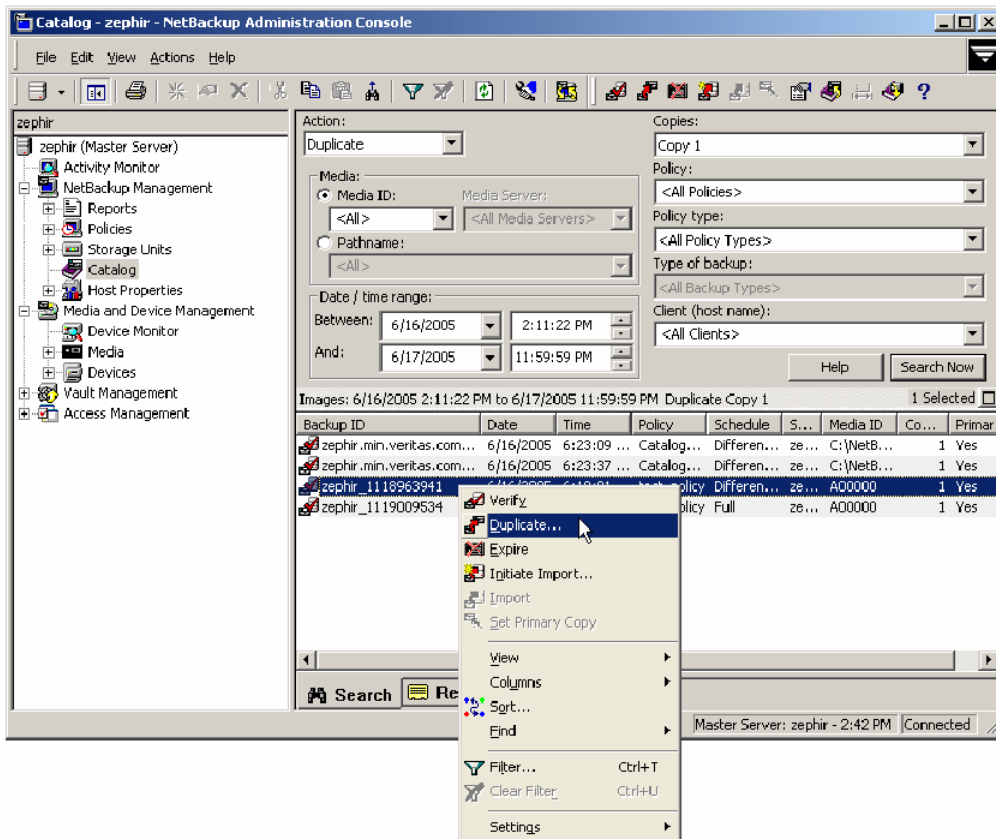 Catalog - zephir - NetBackup Administration Console
File Edit View Actions Help
zephir
zephir (Master Server)
Activity Monitor
NetBackup Management
Reports
Policies
Storage Units
Catalog
Host Properties
Media and Device Management
Device Monitor
Media
Devices
Vault Management
Access Management
Action:
Duplicate
Copies:
Copy 1
Media:
Media ID: Media Server:
<All> <All Media Servers>
Pathname:
<All>
Policy:
<All Policies>
Policy type:
<All Policy Types>
Type of backup:
<All Backup Types>
Date / time range:
Between: 6/16/2005 2:11:22 PM
And: 6/17/2005 11:59:59 PM
Client (host name):
<All Clients>
Help Search Now
Images: 6/16/2005 2:11:22 PM to 6/17/2005 11:59:59 PM Duplicate Copy 1 1 Selected
Backup ID Date Time Policy Schedule S... Media ID Co... Primar
zephir.min.veritas.com... 6/16/2005 6:23:09 ... Catalog... Differen... ze... C:\NetB... 1 Yes
zephir.min.veritas.com... 6/16/2005 6:23:37 ... Catalog... Differen... ze... C:\NetB... 1 Yes
zephir_1118963941 Differen... ze... A00000 1 Yes
zephir_1119009534 olicy Full ze... A00000 1 Yes
Verify
Duplicate...
Expire
Initiate Import...
Import
Set Primary Copy
View
Columns
Sort...
Find
Filter... Ctrl+T
Clear Filter Ctrl+U
Settings
Search Re
Master Server: zephir - 2:42 PM Connected